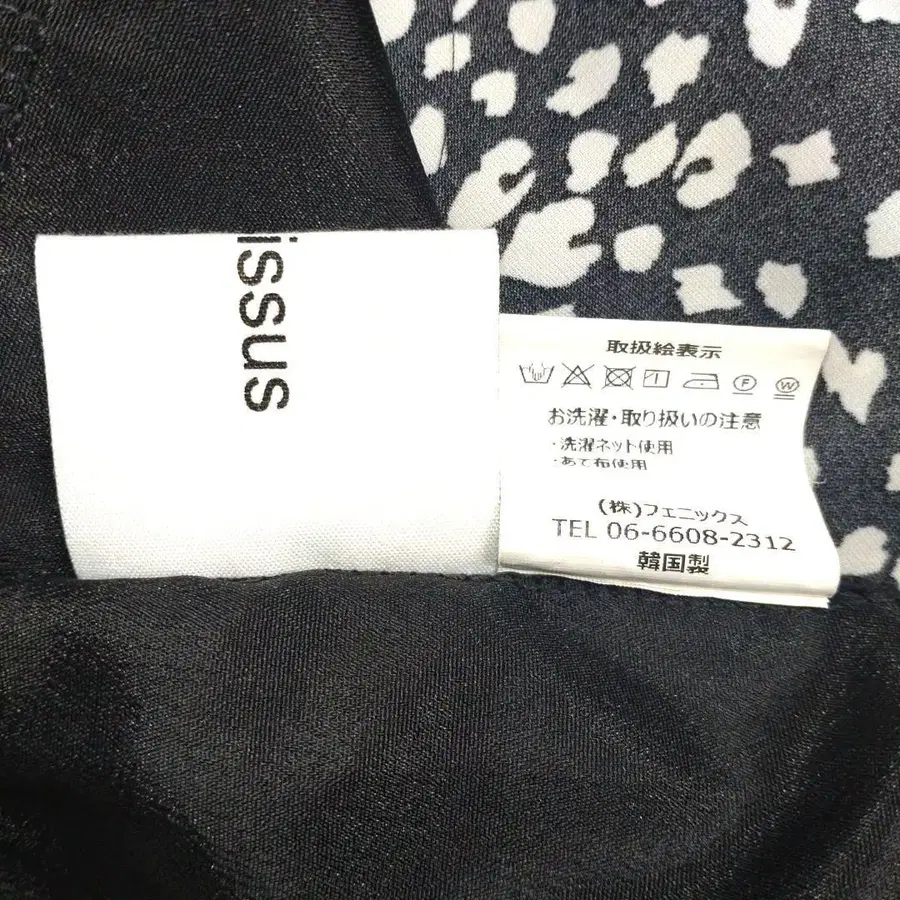 issus
取扱絵表示
F W
お洗濯・取り扱いの注意
・洗濯ネット使用
・あて布使用
(株)フェニックス
TEL 06-6608-2312
韓国製